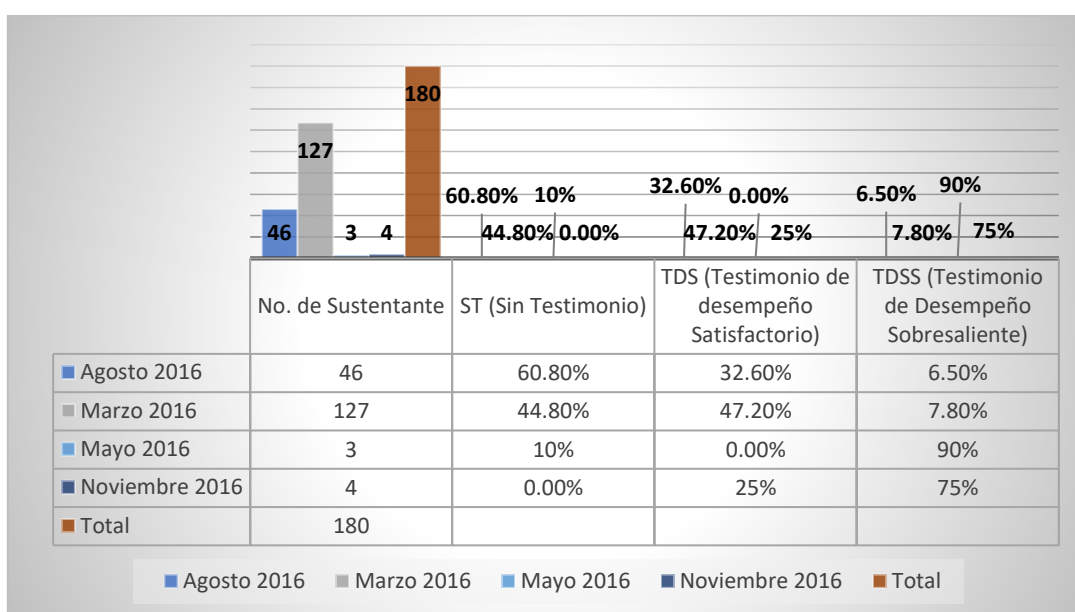 180
127
46 3 4
60.80% 10% 32.60% 0.00% 6.50% 90%
44.80% 0.00% 47.20% 25% 7.80% 75%
No. de Sustentante
ST (Sin Testimonio)
TDS (Testimonio de
desempeño
Satisfactorio)
TDSS (Testimonio
de Desempeño
Sobresaliente)
Agosto 2016 46 60.80% 32.60% 6.50%
Marzo 2016 127 44.80% 47.20% 7.80%
Mayo 2016 3 10% 0.00% 90%
Noviembre 2016 4 0.00% 25% 75%
Total 180
Agosto 2016 Marzo 2016 Mayo 2016 Noviembre 2016 Total